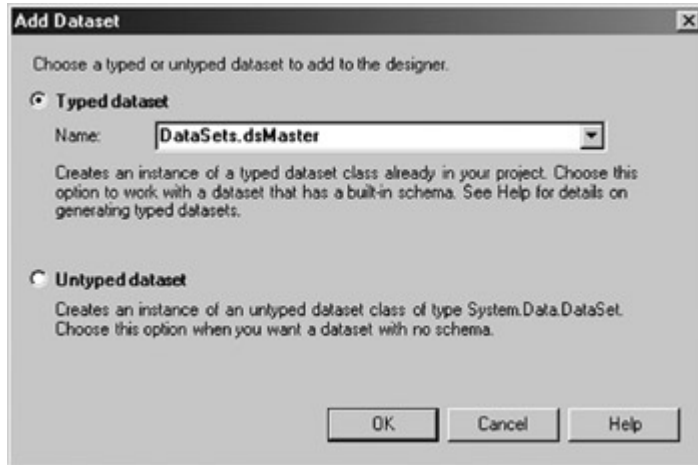 Add Dataset
Choose a typed or untyped dataset to add to the designer.
Typed dataset
Name: DataSets.dsMaster
Creates an instance of a typed dataset class already in your project. Choose this
option to work with a dataset that has a built-in schema. See Help for details on
generating typed datasets.
Untyped dataset
Creates an instance of an untyped dataset class of type System.Data.DataSet.
Choose this option when you want a dataset with no schema.
OK Cancel Help